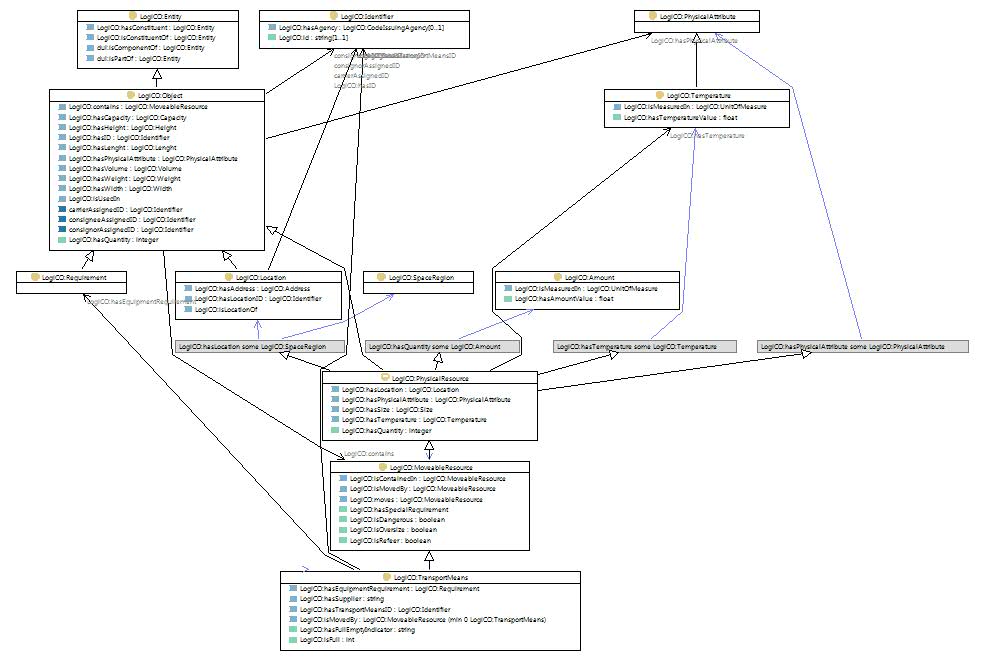 LogiCO:Entity
LogiCO:hasConstituent : LogiCO:Entity
LogiCO:isConstituentOf : LogiCO:Entity
dul:isComponentOf : LogiCO:Entity
dul:isPartOf : LogiCO:Entity
LogiCO:Identifier
LogiCO:hasAgency : LogiCO:CodeIssuingAgency[0..1]
LogiCO:id : string[1..1]
LogiCO:PhysicalAttribute
LogiCO:hasPhysicalAttribute
consignorAssignedID
carrierAssignedID
LogiCO:hasID
LogiCO:Object
LogiCO:contains : LogiCO:MoveableResource
LogiCO:hasCapacity : LogiCO:Capacity
LogiCO:hasHeight : LogiCO:Height
LogiCO:hasID : LogiCO:Identifier
LogiCO:hasLenght : LogiCO:Lenght
LogiCO:hasPhysicalAttribute : LogiCO:PhysicalAttribute
LogiCO:hasVolume : LogiCO:Volume
LogiCO:hasWeight : LogiCO:Weight
LogiCO:hasWidth : LogiCO:Width
LogiCO:isUsedIn
carrierAssignedID : LogiCO:Identifier
consigneeAssignedID : LogiCO:Identifier
consignorAssignedID : LogiCO:Identifier
LogiCO:hasQuantity : integer
LogiCO:Temperature
LogiCO:isMeasuredIn : LogiCO:UnitOfMeasure
LogiCO:hasTemperatureValue : float
LogiCO:hasTemperature
LogiCO:Requirement
LogiCO:hasEquipmentRequirement
LogiCO:Location
LogiCO:hasAddress : LogiCO:Address
LogiCO:hasLocationID : LogiCO:Identifier
LogiCO:isLocationOf
LogiCO:SpaceRegion
LogiCO:Amount
LogiCO:isMeasuredIn : LogiCO:UnitOfMeasure
LogiCO:hasAmountValue : float
LogiCO:hasLocation some LogiCO:SpaceRegion
LogiCO:hasQuantity some LogiCO:Amount
LogiCO:hasTemperature some LogiCO:Temperature
LogiCO:hasPhysicalAttribute some LogiCO:PhysicalAttribute
LogiCO:PhysicalResource
LogiCO:hasLocation : LogiCO:Location
LogiCO:hasPhysicalAttribute : LogiCO:PhysicalAttribute
LogiCO:hasSize : LogiCO:Size
LogiCO:hasTemperature : LogiCO:Temperature
LogiCO:hasQuantity : integer
LogiCO:contains
LogiCO:MoveableResource
LogiCO:isContainedIn : LogiCO:MoveableResource
LogiCO:isMovedBy : LogiCO:MoveableResource
LogiCO:moves : LogiCO:MoveableResource
LogiCO:hasSpecialRequirement
LogiCO:isDangerous : boolean
LogiCO:isOversize : boolean
LogiCO:isRefeer : boolean
LogiCO:TransportMeans
LogiCO:hasEquipmentRequirement : LogiCO:Requirement
LogiCO:hasSupplier : string
LogiCO:hasTransportMeansID : LogiCO:Identifier
LogiCO:isMovedBy : LogiCO:MoveableResource (min 0 LogiCO:TransportMeans)
LogiCO:hasFullEmptyIndicator : string
LogiCO:isFull : int